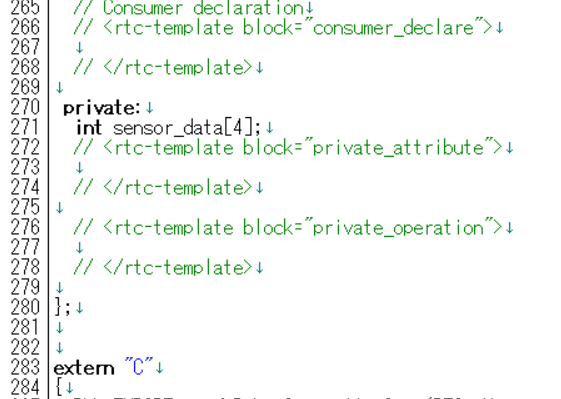 265 // Consumer declaration↓
266 // <rtc-template block="consumer_declare">↓
267 ↓
268 // </rtc-template>↓
269 ↓
270 private:↓
271 int sensor_data[4];↓
272 // <rtc-template block="private_attribute">↓
273 ↓
274 // </rtc-template>↓
275 ↓
276 // <rtc-template block="private_operation">↓
277 ↓
278 // </rtc-template>↓
279 ↓
280 };↓
281 ↓
282 ↓
283 extern "C"↓
284 {↓